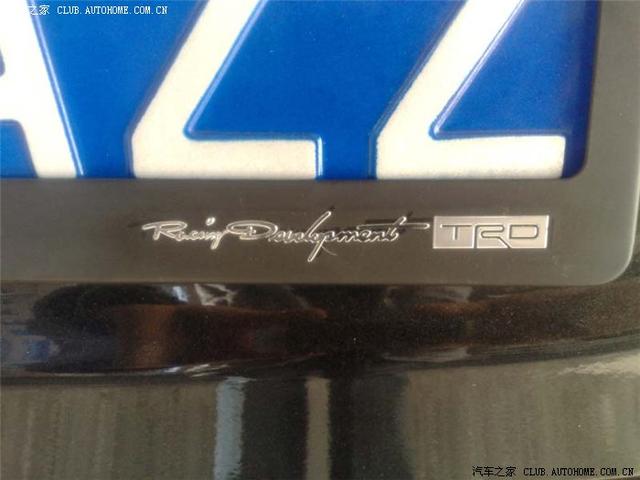 汽车之家 CLUB.AUTOHOME.COM.CN
AZZ
Racing Development TRD
汽车之家 CLUB.AUTOHOME.COM.CN